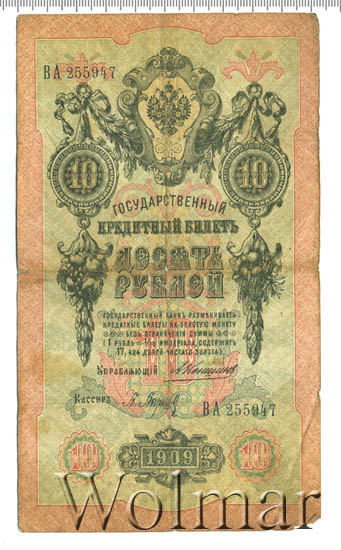 ВА 255947
10 10
ГОСУДАРСТВЕННЫЙ
КРЕДИТНЫЙ БИЛЕТЪ
ДЕСЯТЬ
РУБЛЕЙ
ГОСУДАРСТВЕННЫЙ БАНКЪ РАЗМѢНИВАЕТЪ
КРЕДИТНЫЕ БИЛЕТЫ НА ЗОЛОТУЮ МОНЕТУ
БЕЗЪ ОГРАНИЧЕНІЯ СУММЫ
(1 РУБЛЬ = 1/15 ИМПЕРІАЛА, СОДЕРЖИТЪ
17,424 ДОЛЕЙ ЧИСТАГО ЗОЛОТА)
УПРАВЛЯЮЩІЙ
Кассиръ
ВА 255947
10 1909 10
Wolmar